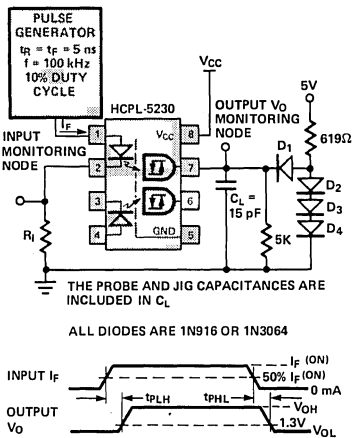 PULSE
GENERATOR
tR = tF = 5 ns
f = 100 kHz
10% DUTY
CYCLE
IF
HCPL-5230
VCC
OUTPUT VO
MONITORING
NODE
5V
INPUT
MONITORING
NODE
1
VCC
8
D1
619Ω
2
7
D2
3
6
CL =
15 pF
D3
RI
4
GND
5
5K
D4
THE PROBE AND JIG CAPACITANCES ARE
INCLUDED IN CL
ALL DIODES ARE 1N916 OR 1N3064
IF (ON)
INPUT IF
50% IF (ON)
0 mA
tPLH
tPHL
VOH
OUTPUT
VO
1.3V
VOL